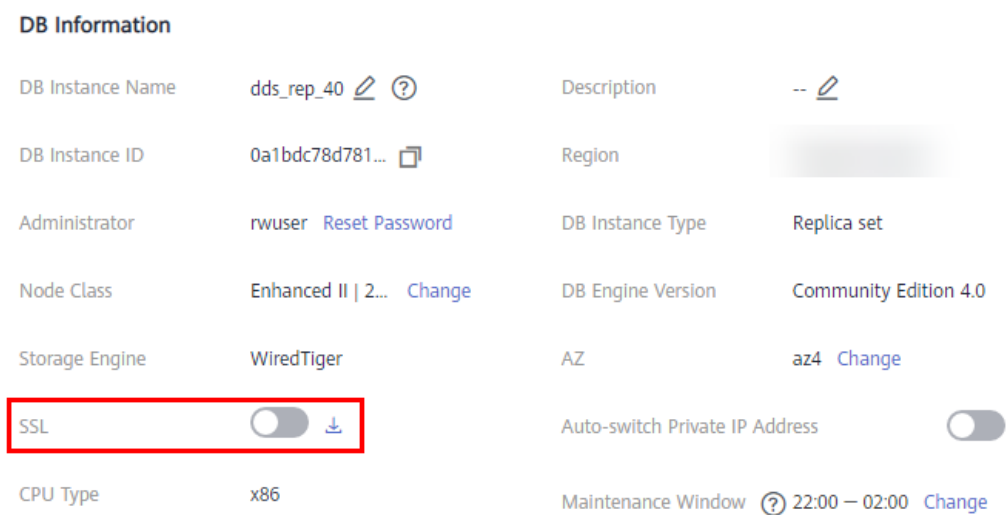 DB Information
DB Instance Name dds_rep_40 Description --
DB Instance ID 0a1bdc78d781... Region
Administrator rwuser Reset Password DB Instance Type Replica set
Node Class Enhanced II | 2... Change DB Engine Version Community Edition 4.0
Storage Engine WiredTiger AZ az4 Change
SSL Auto-switch Private IP Address
CPU Type x86 Maintenance Window 22:00 — 02:00 Change